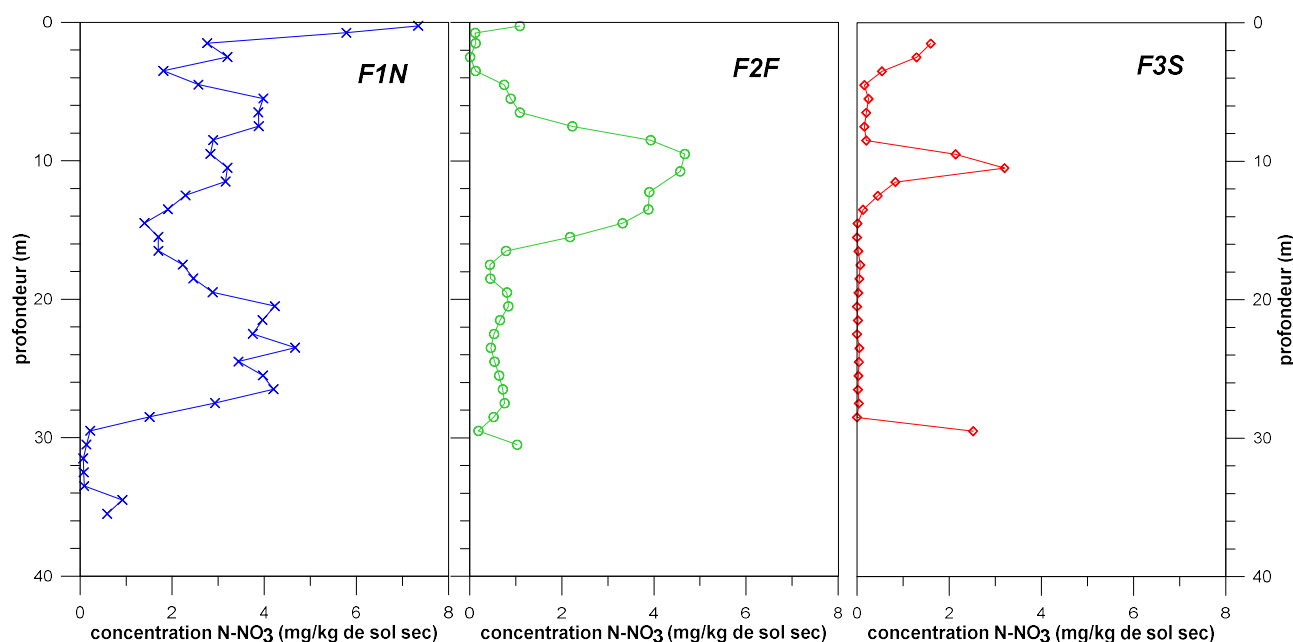 0
10
20
30
40
profondeur (m)
F1N
0 2 4 6 8
concentration N-NO3 (mg/kg de sol sec)
F2F
0 2 4 6 8
concentration N-NO3 (mg/kg de sol sec)
F3S
0 2 4 6 8
concentration N-NO3 (mg/kg de sol sec)
0
10
20
30
40
profondeur (m)